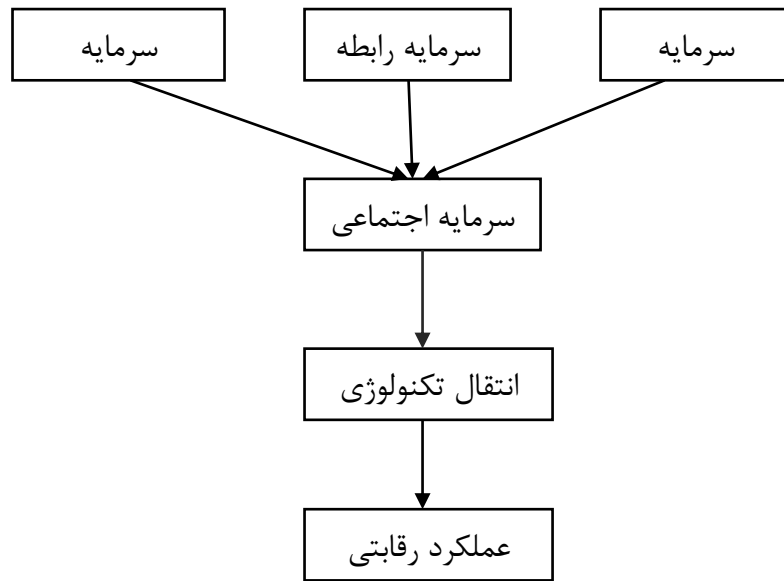 سرمایه
سرمایه رابطه
سرمایه
سرمایه اجتماعی
انتقال تکنولوژی
عملکرد رقابتی